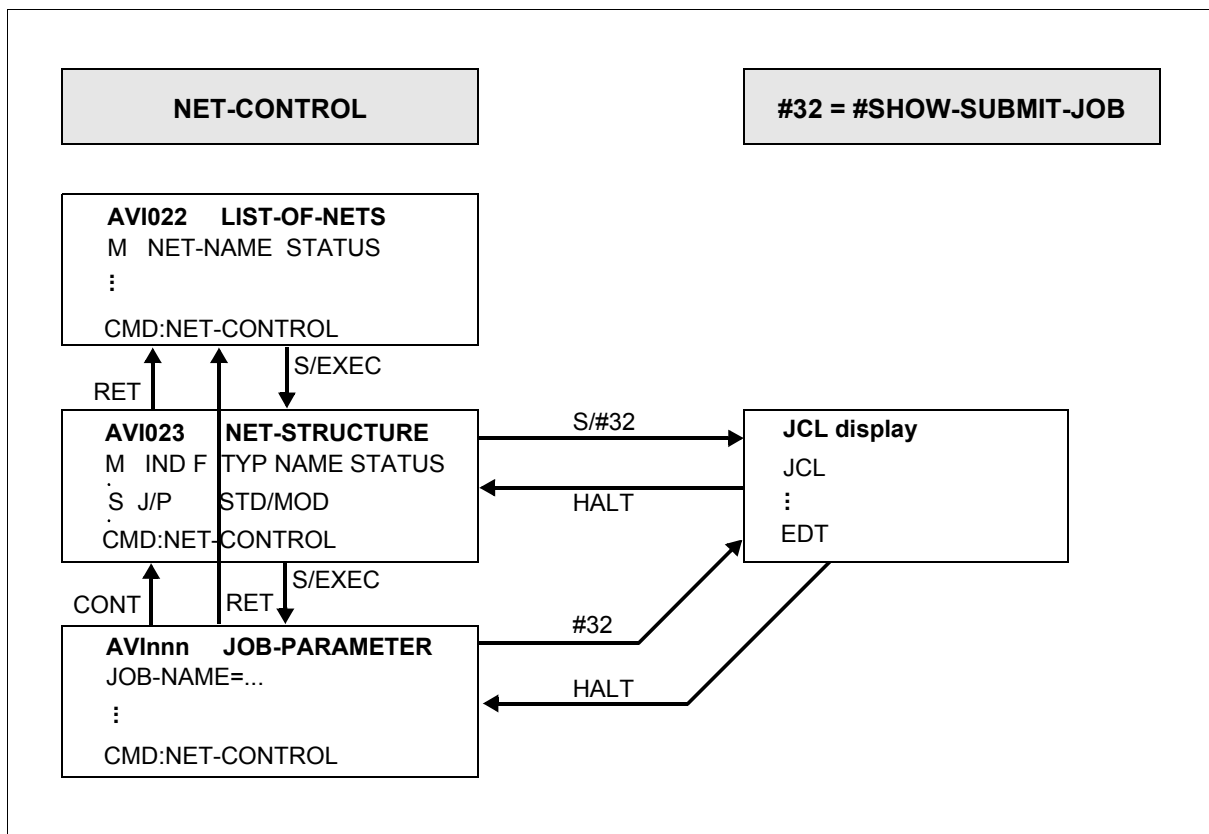 NET-CONTROL
#32 = #SHOW-SUBMIT-JOB
AVI022 LIST-OF-NETS
M NET-NAME STATUS
⋮
CMD:NET-CONTROL
RET
S/EXEC
AVI023 NET-STRUCTURE
M IND F TYP NAME STATUS
.
S J/P STD/MOD
.
CMD:NET-CONTROL
S/#32
HALT
JCL display
JCL
⋮
EDT
CONT
RET
S/EXEC
AVInnn JOB-PARAMETER
JOB-NAME=...
⋮
CMD:NET-CONTROL
#32
HALT